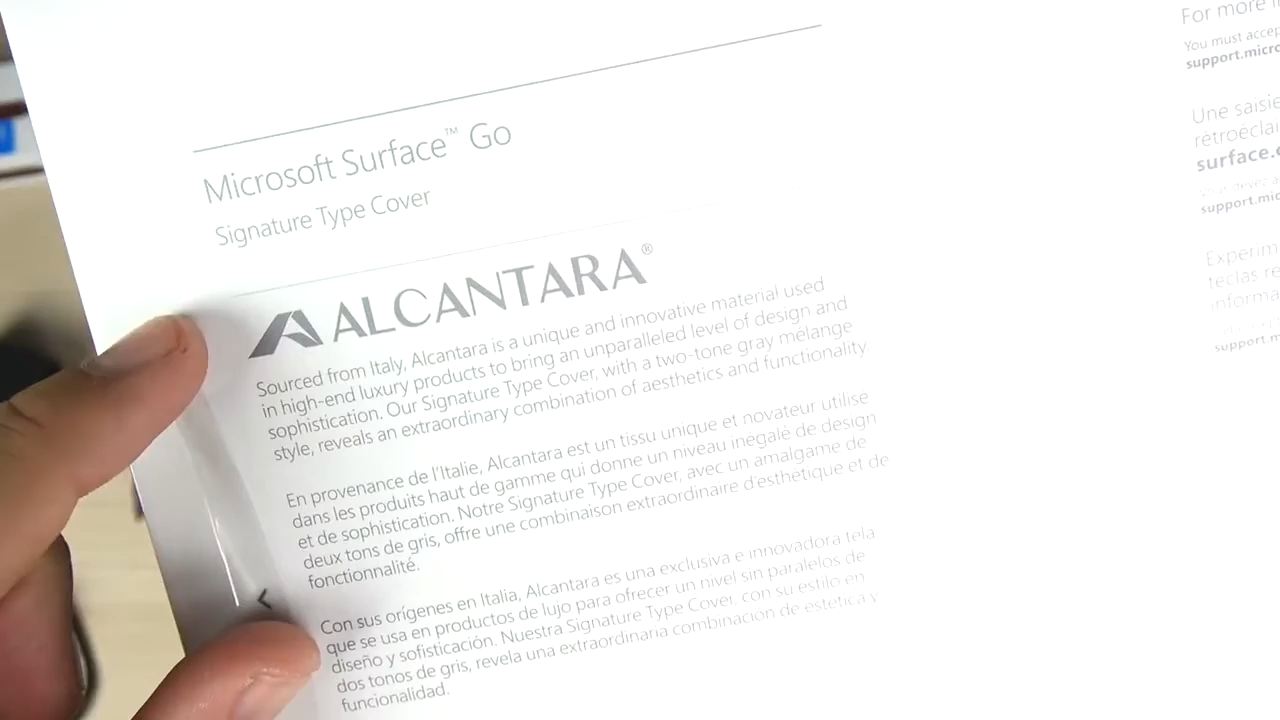 Microsoft Surface™ Go
Signature Type Cover
ALCANTARA®
Sourced from Italy, Alcantara is a unique and innovative material used
in high-end luxury products to bring an unparalleled level of design and
sophistication. Our Signature Type Cover, with a two-tone gray mélange
style, reveals an extraordinary combination of aesthetics and functionality
En provenance de l'Italie, Alcantara est un tissu unique et novateur utilisé
dans les produits haut de gamme qui donne un niveau inégalé de design
et de sophistication. Notre Signature Type Cover, avec un amalgame de
deux tons de gris, offre une combinaison extraordinaire d'esthétique et de
fonctionnalité.
Con sus orígenes en Italia, Alcantara es una exclusiva e innovadora tela
que se usa en productos de lujo para ofrecer un nivel sin paralelos de
diseño y sofisticación. Nuestra Signature Type Cover, con su estilo en
dos tonos de gris, revela una extraordinaria combinación de estética y
funcionalidad.
For more
You must accep
support.micro
Une saisie
rétroéclai
surface.c
support.mic
Experim
teclas re
informa
support.m